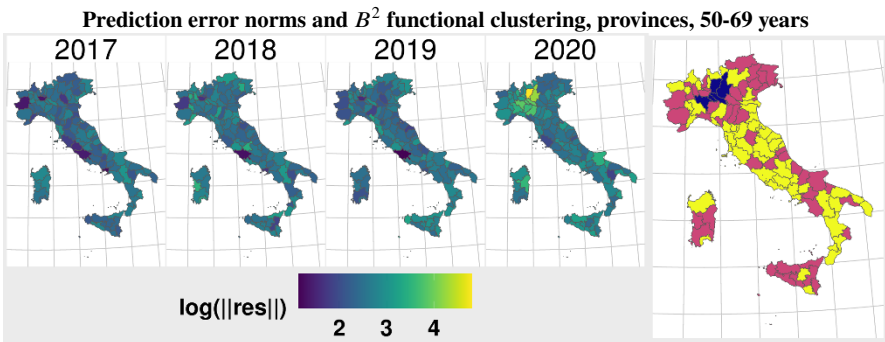 Prediction error norms and B² functional clustering, provinces, 50-69 years
2017 2018 2019 2020
log(||res||)
2 3 4